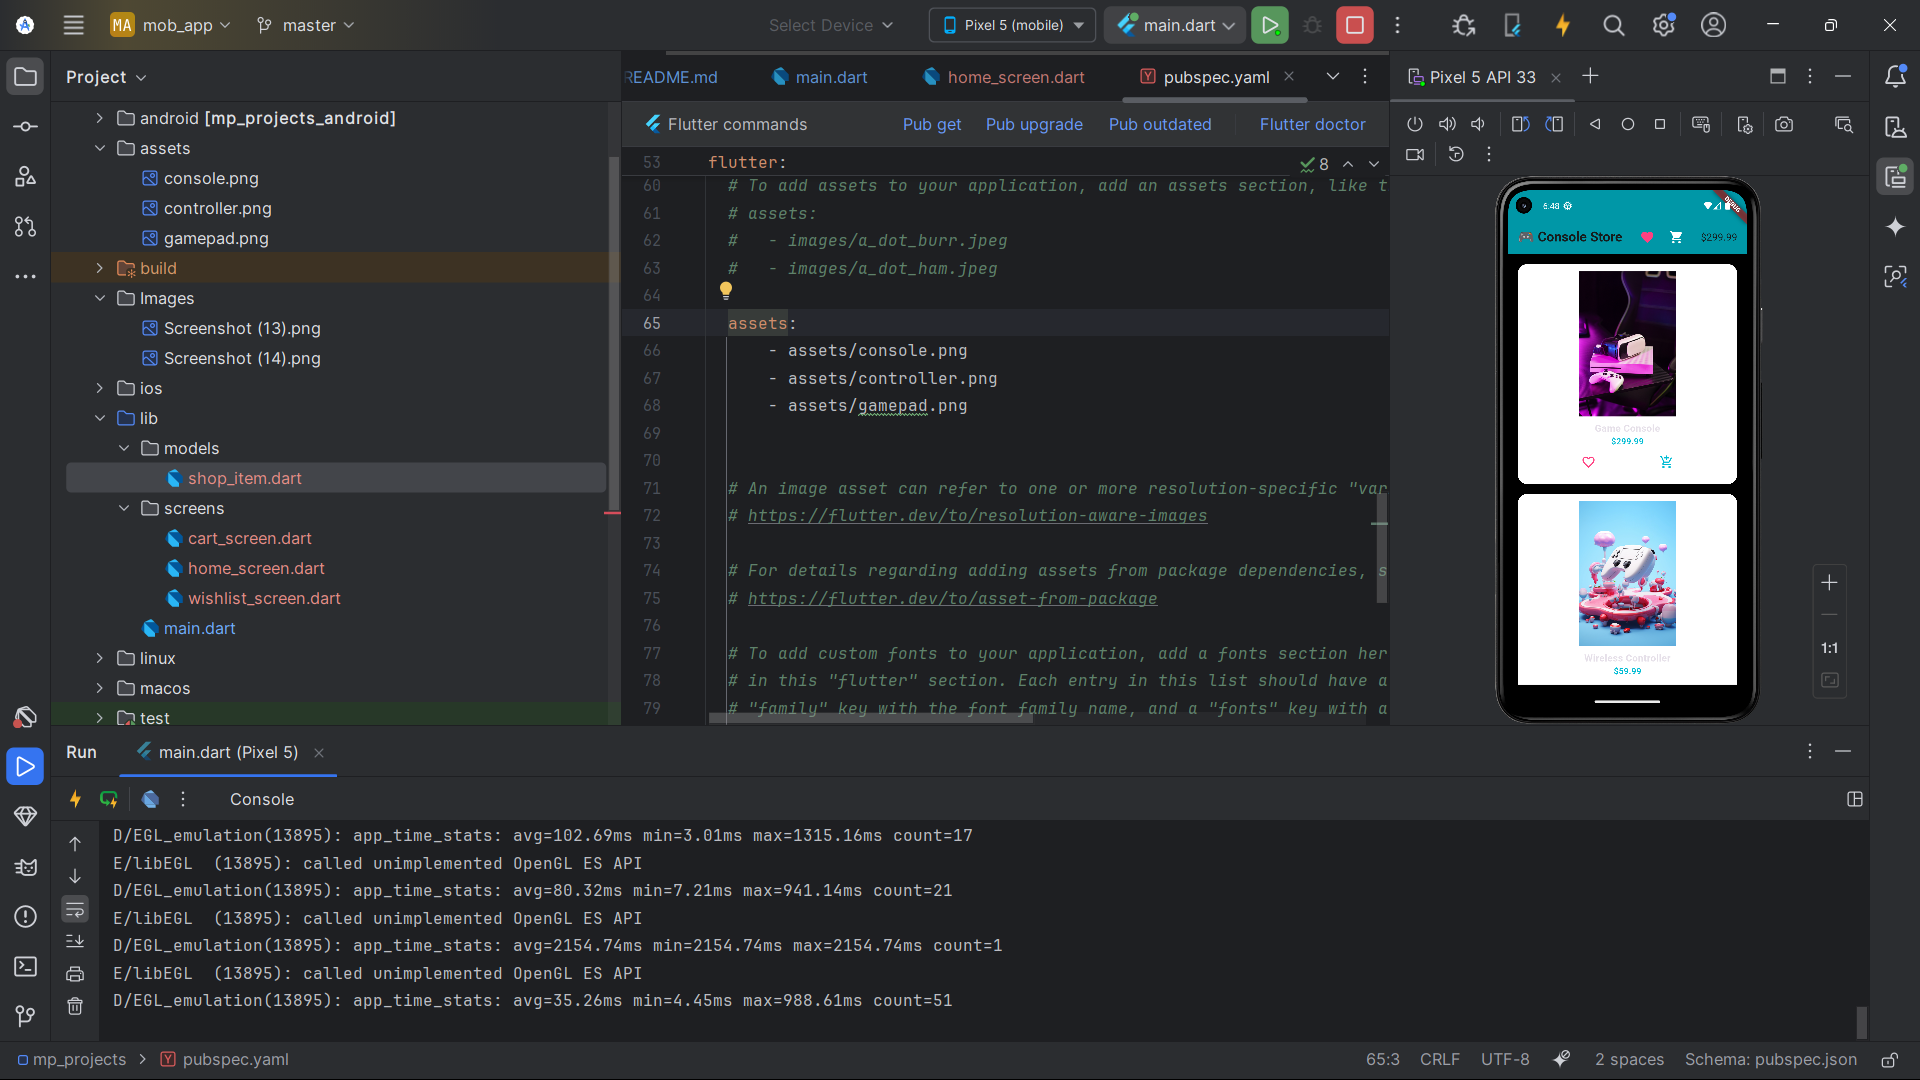 MA mob_app master Select Device Pixel 5 (mobile) main.dart
Project
android [mp_projects_android]
assets
console.png
controller.png
gamepad.png
build
Images
Screenshot (13).png
Screenshot (14).png
ios
lib
models
shop_item.dart
screens
cart_screen.dart
home_screen.dart
wishlist_screen.dart
main.dart
linux
macos
test
README.md main.dart home_screen.dart pubspec.yaml
Flutter commands Pub get Pub upgrade Pub outdated Flutter doctor
53 flutter:
8
60 # To add assets to your application, add an assets section, like t
61 # assets:
62 #   - images/a_dot_burr.jpeg
63 #   - images/a_dot_ham.jpeg
64
65 assets:
66 - assets/console.png
67 - assets/controller.png
68 - assets/gamepad.png
69
70
71 # An image asset can refer to one or more resolution-specific "var
72 # https://flutter.dev/to/resolution-aware-images
73
74 # For details regarding adding assets from package dependencies, s
75 # https://flutter.dev/to/asset-from-package
76
77 # To add custom fonts to your application, add a fonts section her
78 # in this "flutter" section. Each entry in this list should have a
79 # "family" key with the font family name, and a "fonts" key with a
Pixel 5 API 33
6:48
DEBUG
Console Store $299.99
Game Console
$299.99
Wireless Controller
$59.99
1:1
Run main.dart (Pixel 5)
Console
D/EGL_emulation(13895): app_time_stats: avg=102.69ms min=3.01ms max=1315.16ms count=17
E/libEGL  (13895): called unimplemented OpenGL ES API
D/EGL_emulation(13895): app_time_stats: avg=80.32ms min=7.21ms max=941.14ms count=21
E/libEGL  (13895): called unimplemented OpenGL ES API
D/EGL_emulation(13895): app_time_stats: avg=2154.74ms min=2154.74ms max=2154.74ms count=1
E/libEGL  (13895): called unimplemented OpenGL ES API
D/EGL_emulation(13895): app_time_stats: avg=35.26ms min=4.45ms max=988.61ms count=51
mp_projects > pubspec.yaml 65:3 CRLF UTF-8 2 spaces Schema: pubspec.json